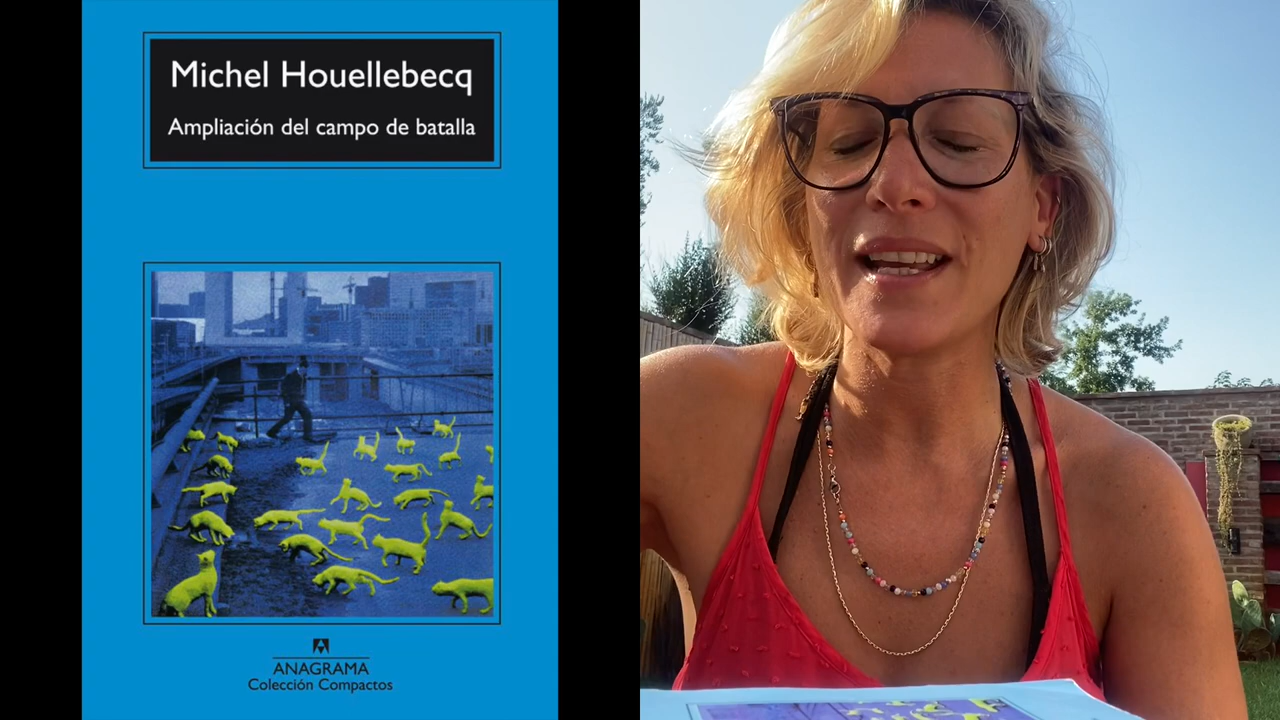 Michel Houellebecq
Ampliación del campo de batalla
ANAGRAMA
Colección Compactos